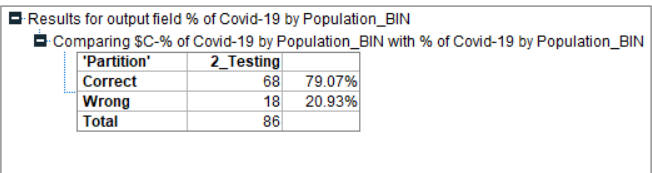 Results for output field % of Covid-19 by Population_BIN
Comparing $C-% of Covid-19 by Population_BIN with % of Covid-19 by Population_BIN
'Partition' 2_Testing
Correct 68 79.07%
Wrong 18 20.93%
Total 86